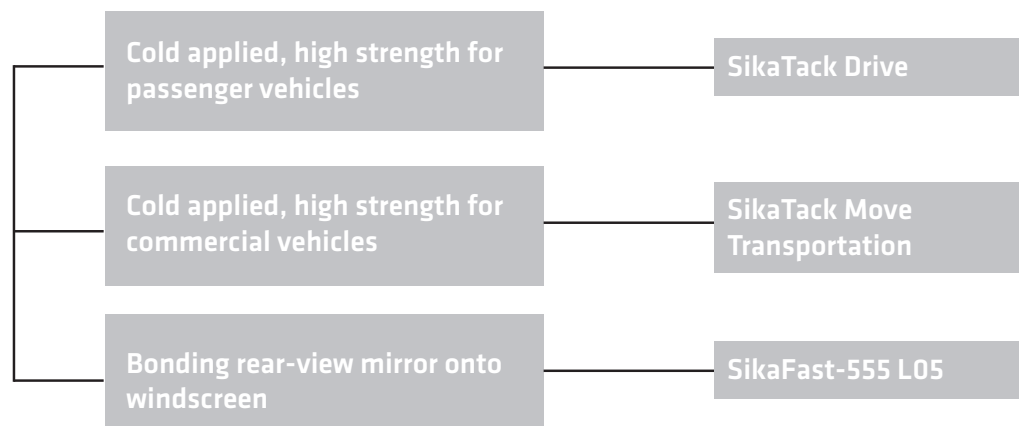 Cold applied, high strength for
passenger vehicles
SikaTack Drive
Cold applied, high strength for
commercial vehicles
SikaTack Move
Transportation
Bonding rear-view mirror onto
windscreen
SikaFast-555 L05